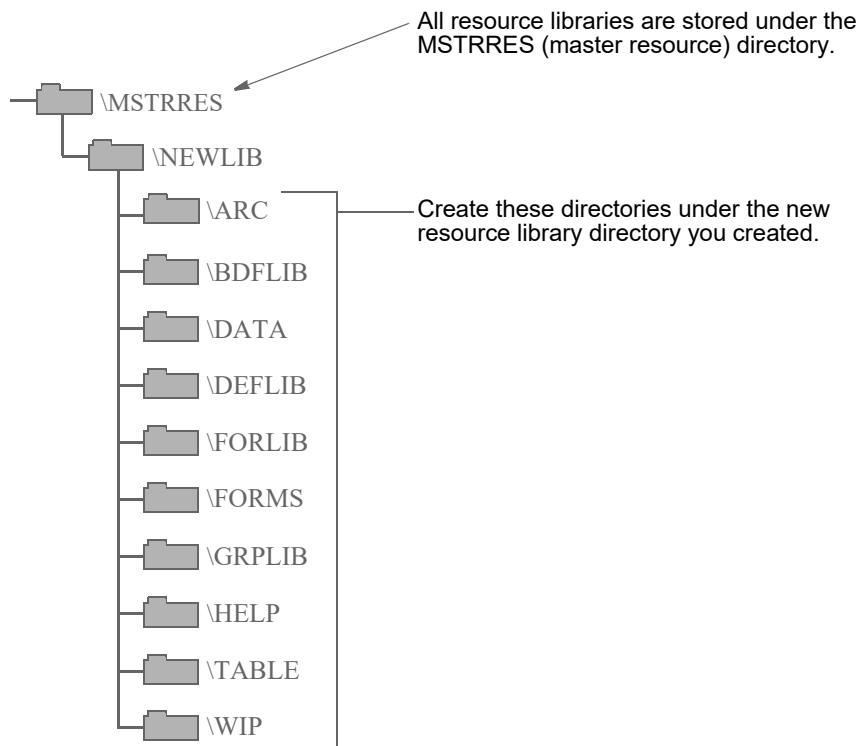 All resource libraries are stored under the
MSTRRES (master resource) directory.
\MSTRRES
\NEWLIB
\ARC
Create these directories under the new
resource library directory you created.
\BDFLIB
\DATA
\DEFLIB
\FORLIB
\FORMS
\GRPLIB
\HELP
\TABLE
\WIP